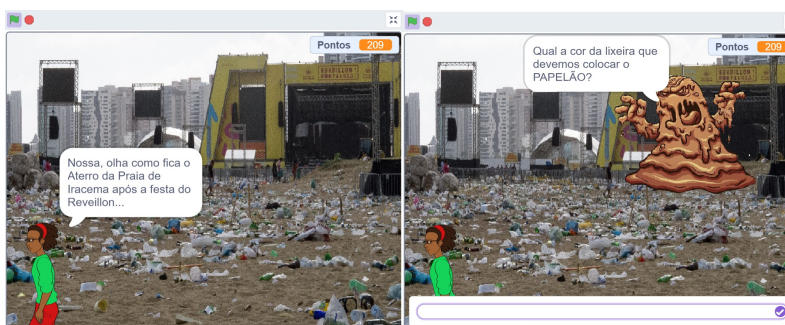 Pontos 209
Nossa, olha como fica o
Aterro da Praia de
Iracema após a festa do
Reveillon...
Pontos 209
Qual a cor da lixeira que
devemos colocar o
PAPELÃO?